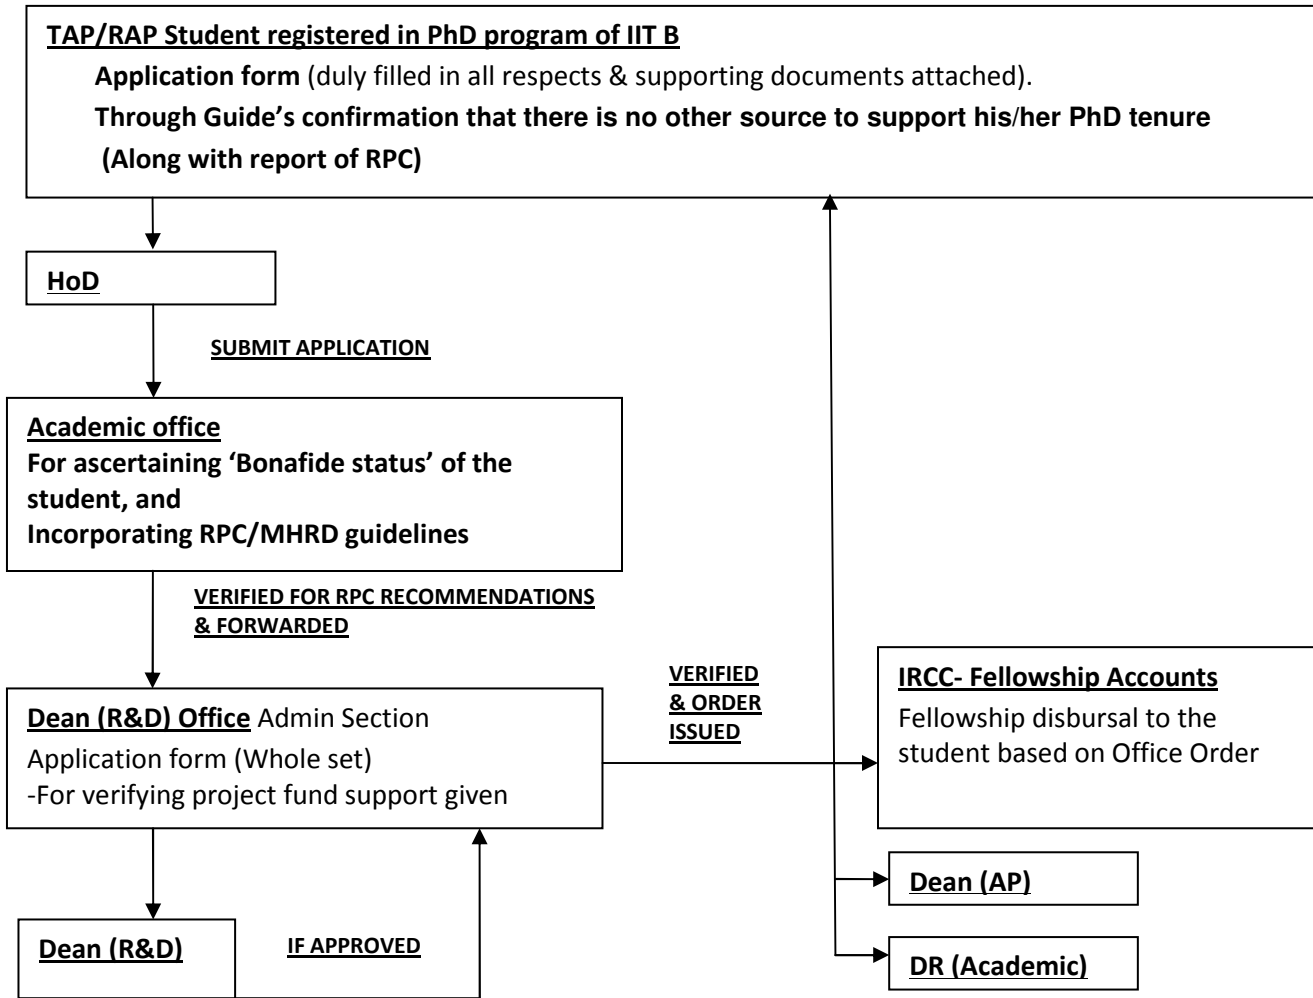 TAP/RAP Student registered in PhD program of IIT B
Application form (duly filled in all respects & supporting documents attached).
Through Guide’s confirmation that there is no other source to support his/her PhD tenure
(Along with report of RPC)
HoD
SUBMIT APPLICATION
Academic office
For ascertaining ‘Bonafide status’ of the
student, and
Incorporating RPC/MHRD guidelines
VERIFIED FOR RPC RECOMMENDATIONS
& FORWARDED
Dean (R&D) Office Admin Section
Application form (Whole set)
-For verifying project fund support given
VERIFIED
& ORDER
ISSUED
IRCC- Fellowship Accounts
Fellowship disbursal to the
student based on Office Order
Dean (R&D)
IF APPROVED
Dean (AP)
DR (Academic)